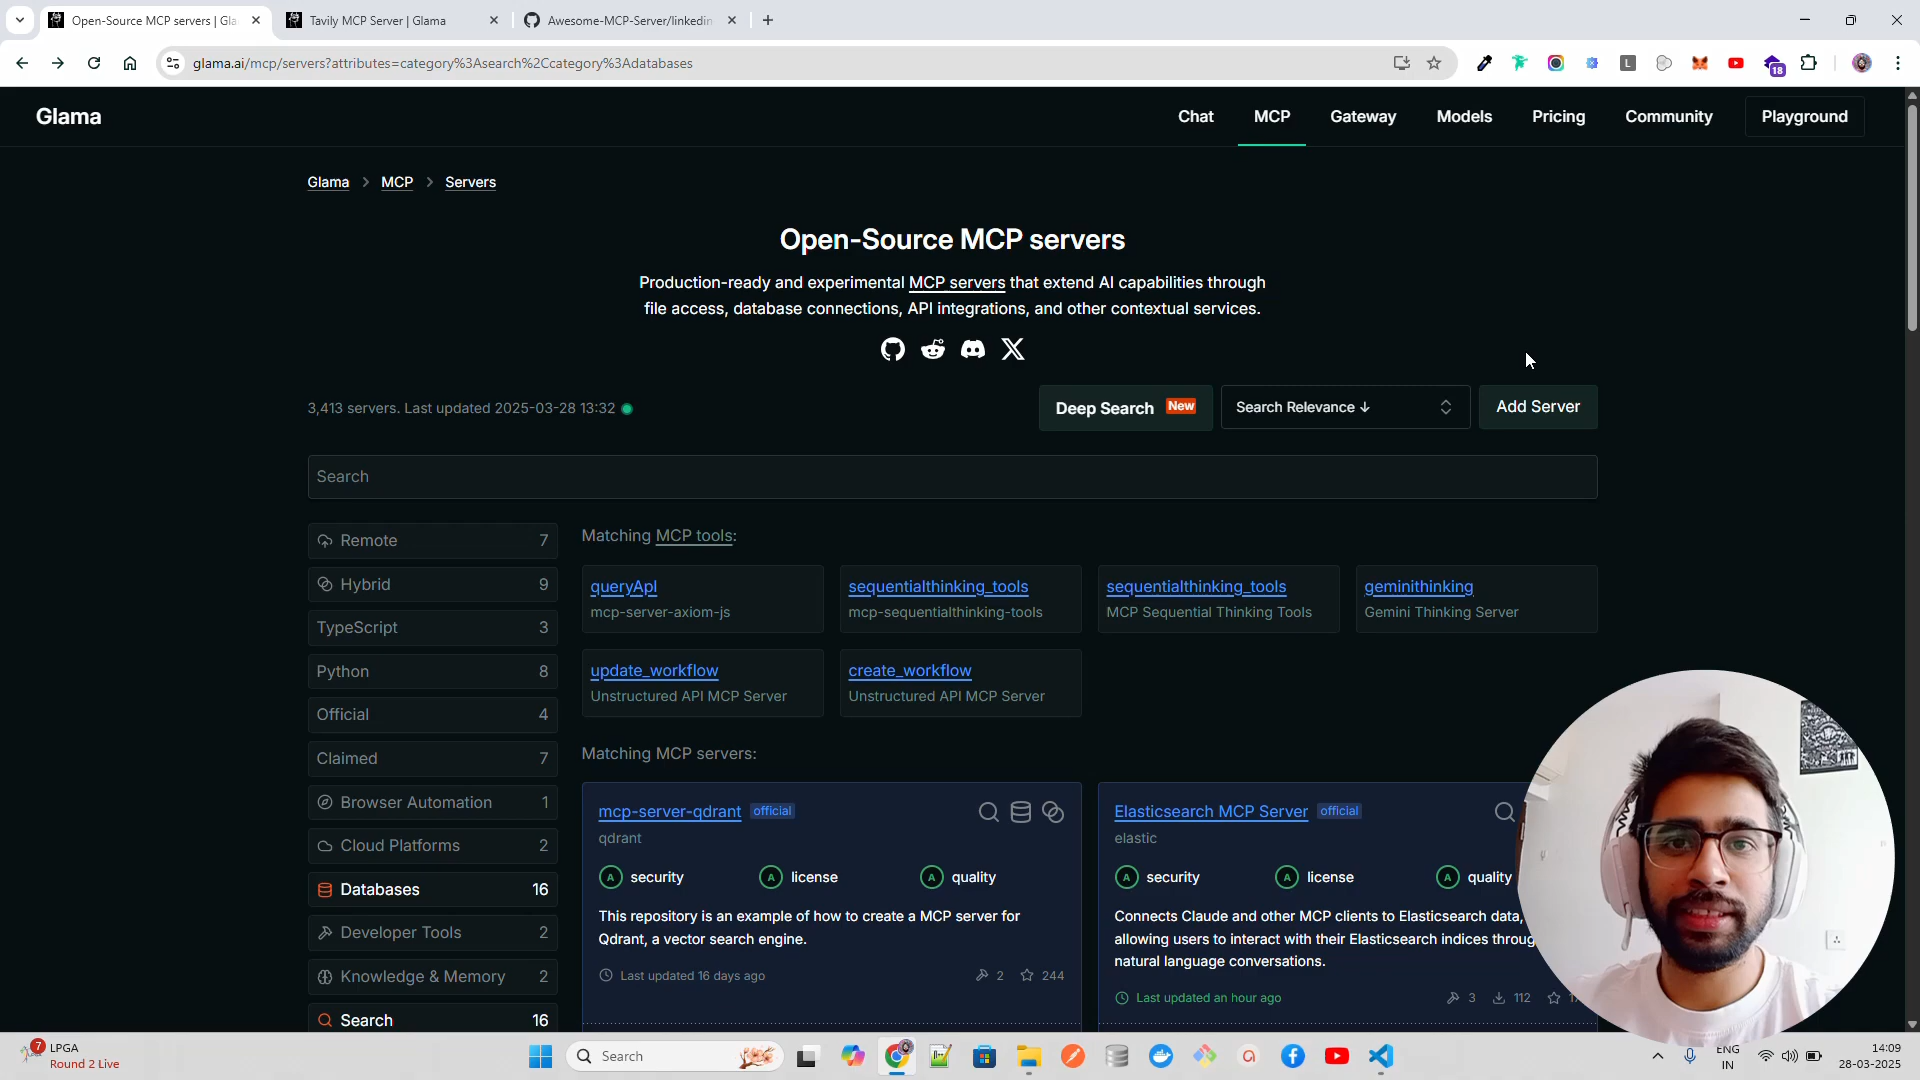 Open-Source MCP servers | Gla
Tavily MCP Server | Glama
Awesome-MCP-Server/linkedin
glama.ai/mcp/servers?attributes=category%3Asearch%2Ccategory%3Adatabases
L
18
Glama
Chat
MCP
Gateway
Models
Pricing
Community
Playground
Glama > MCP > Servers
Open-Source MCP servers
Production-ready and experimental MCP servers that extend AI capabilities through
file access, database connections, API integrations, and other contextual services.
3,413 servers. Last updated 2025-03-28 13:32
Deep Search New
Search Relevance ↓
Add Server
Search
Remote 7
Hybrid 9
TypeScript 3
Python 8
Official 4
Claimed 7
Browser Automation 1
Cloud Platforms 2
Databases 16
Developer Tools 2
Knowledge & Memory 2
Search 16
Matching MCP tools:
queryApl
mcp-server-axiom-js
sequentialthinking_tools
mcp-sequentialthinking-tools
sequentialthinking_tools
MCP Sequential Thinking Tools
geminithinking
Gemini Thinking Server
update_workflow
Unstructured API MCP Server
create_workflow
Unstructured API MCP Server
Matching MCP servers:
mcp-server-qdrant official
qdrant
A security
A license
A quality
This repository is an example of how to create a MCP server for
Qdrant, a vector search engine.
Last updated 16 days ago
2
244
Elasticsearch MCP Server official
elastic
A security
A license
A quality
Connects Claude and other MCP clients to Elasticsearch data,
allowing users to interact with their Elasticsearch indices throu
natural language conversations.
Last updated an hour ago
3
112
7
LPGA
Round 2 Live
Search
ENG
IN
14:09
28-03-2025